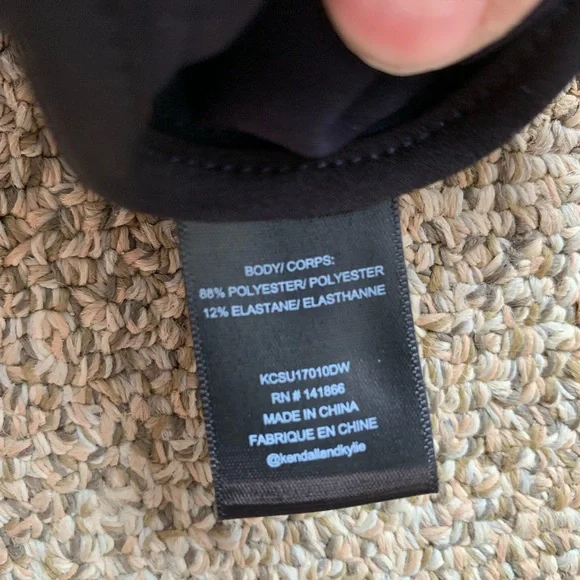 BODY/ CORPS:
88% POLYESTER/ POLYESTER
12% ELASTANE/ ELASTHANNE
KCSU17010DW
RN # 141866
MADE IN CHINA
FABRIQUE EN CHINE
@kendallandkylie